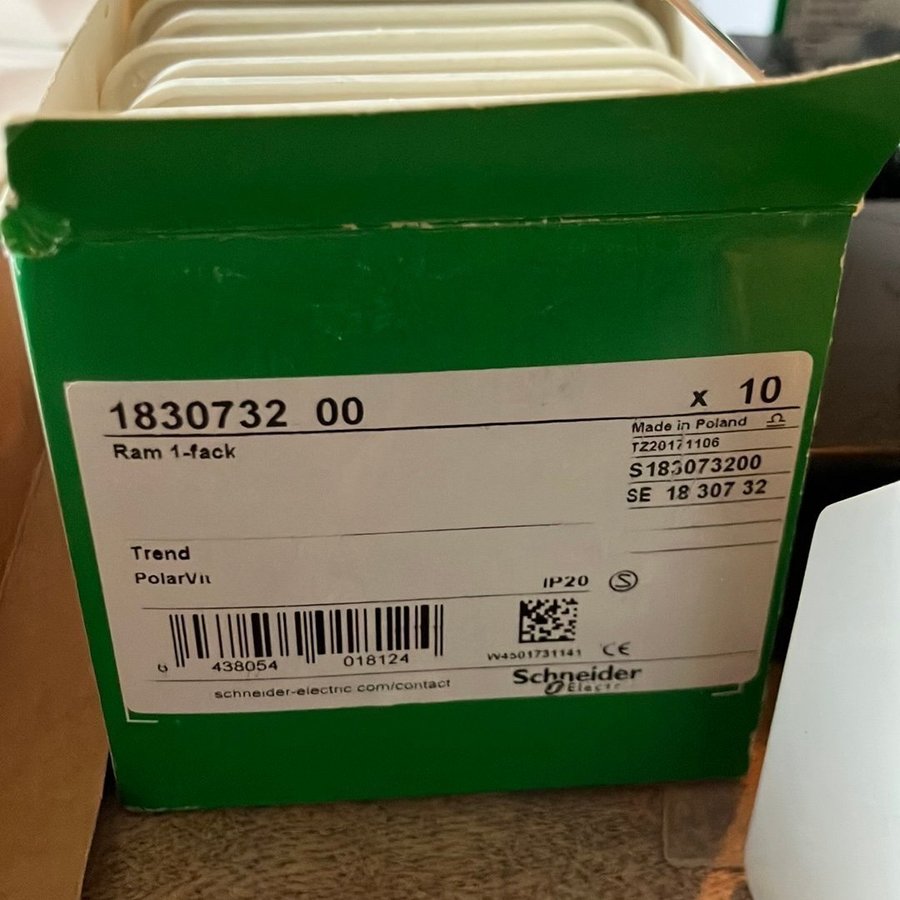 1830732 00
x 10
Ram 1-fack
Made in Poland
TZ20171106
S183073200
SE 18 307 32
Trend
PolarVit
IP20 S
438054 018124
W4501731141 CE
schneider-electric.com/contact
Schneider
Electric